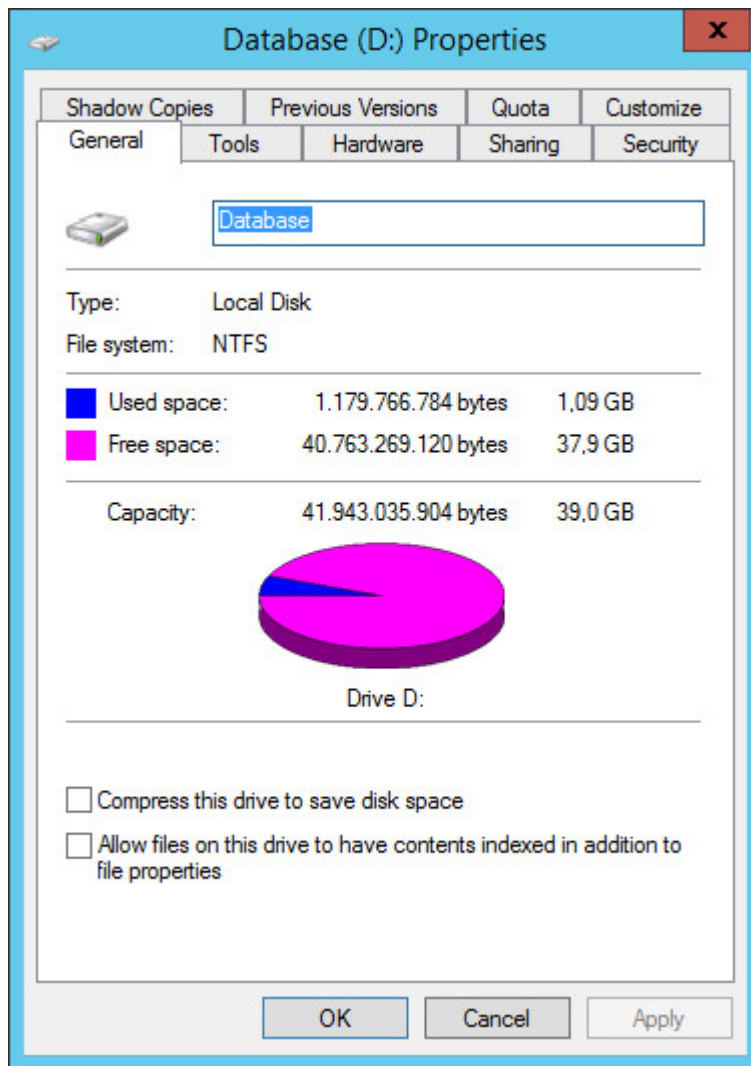 Database (D:) Properties
x
Shadow Copies Previous Versions Quota Customize
General Tools Hardware Sharing Security
Database
Type: Local Disk
File system: NTFS
Used space: 1.179.766.784 bytes 1,09 GB
Free space: 40.763.269.120 bytes 37,9 GB
Capacity: 41.943.035.904 bytes 39,0 GB
Drive D:
Compress this drive to save disk space
Allow files on this drive to have contents indexed in addition to
file properties
OK Cancel Apply